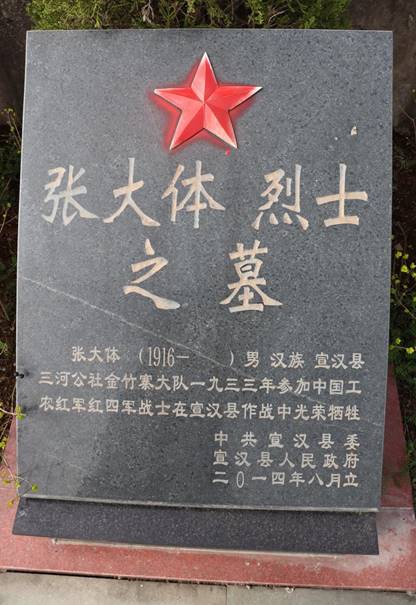 张大体 烈士
之墓
张大体 (1916— ) 男 汉族 宣汉县
三河公社金竹寨大队一九三三年参加中国工
农红军红四军战士在宣汉县作战中光荣牺牲
中共宣汉县委
宣汉县人民政府
二0一四年八月立